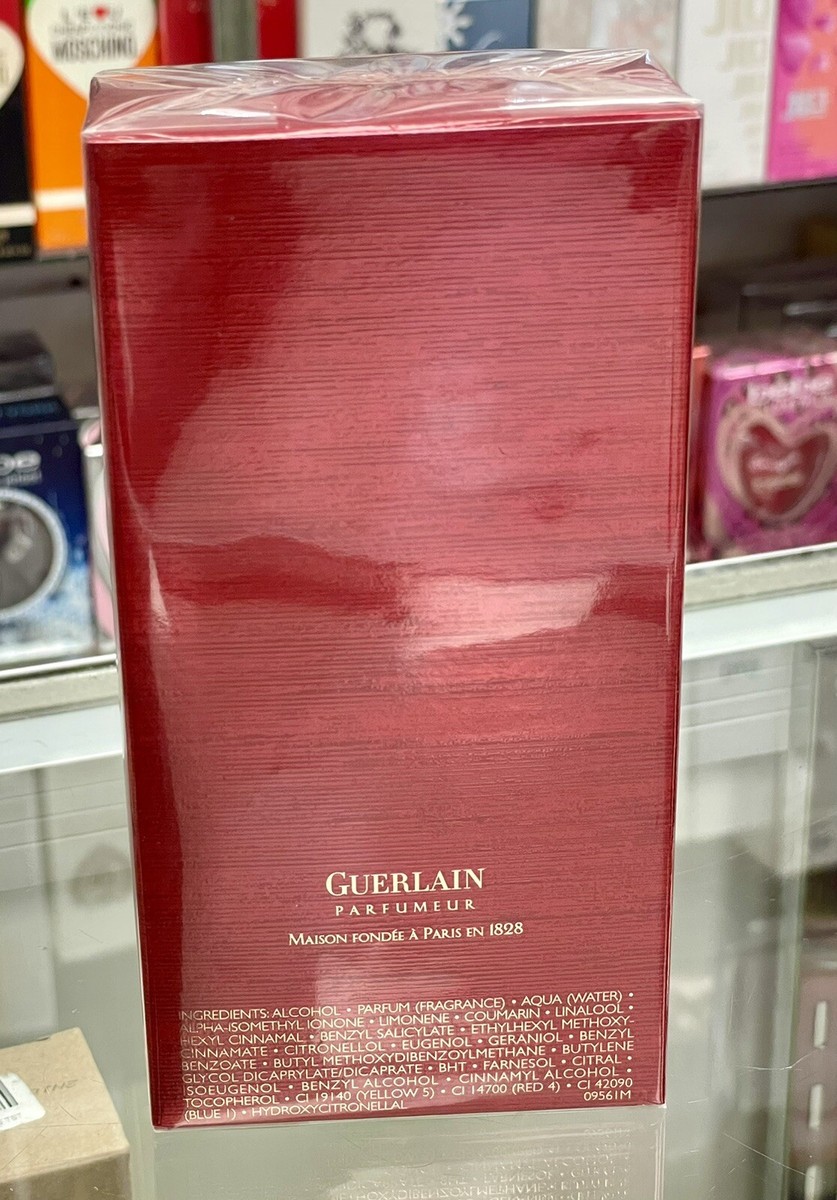 MOSCHINO
GUERLAIN
PARFUMEUR
MAISON FONDÉE À PARIS EN 1828
INGREDIENTS: ALCOHOL • PARFUM (FRAGRANCE) • AQUA (WATER) •
ALPHA-ISOMETHYL IONONE • LIMONENE • COUMARIN • LINALOOL •
HEXYL CINNAMAL • BENZYL SALICYLATE • ETHYLHEXYL METHOXY-
CINNAMATE • CITRONELLOL • EUGENOL • GERANIOL • BENZYL
BENZOATE • BUTYL METHOXYDIBENZOYLMETHANE • BUTYLENE
GLYCOL DICAPRYLATE/DICAPRATE • BHT • FARNESOL • CITRAL •
ISOEUGENOL • BENZYL ALCOHOL • CINNAMYL ALCOHOL •
TOCOPHEROL • CI 19140 (YELLOW 5) • CI 14700 (RED 4) • CI 42090
(BLUE 1) • HYDROXYCITRONELLAL
09561M